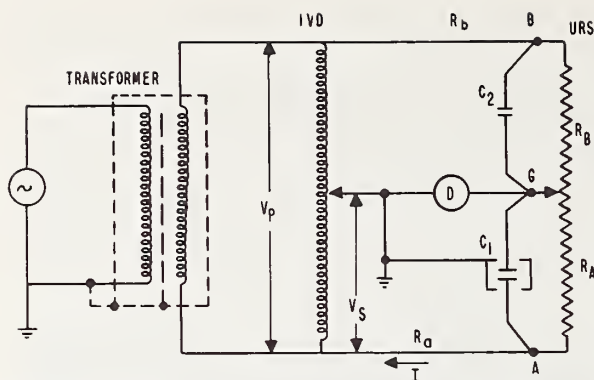 IVD
R_b
B
URS
TRANSFORMER
C_2
R_B
V_P
D
G
C_1
R_A
V_S
R_a
A
I